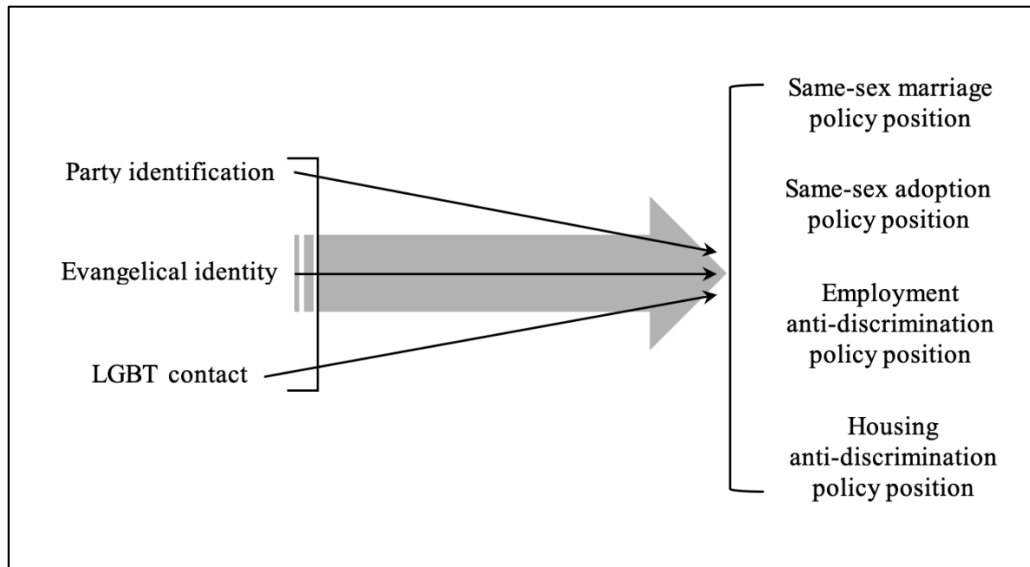 Party identification
Evangelical identity
LGBT contact
Same-sex marriage
policy position
Same-sex adoption
policy position
Employment
anti-discrimination
policy position
Housing
anti-discrimination
policy position